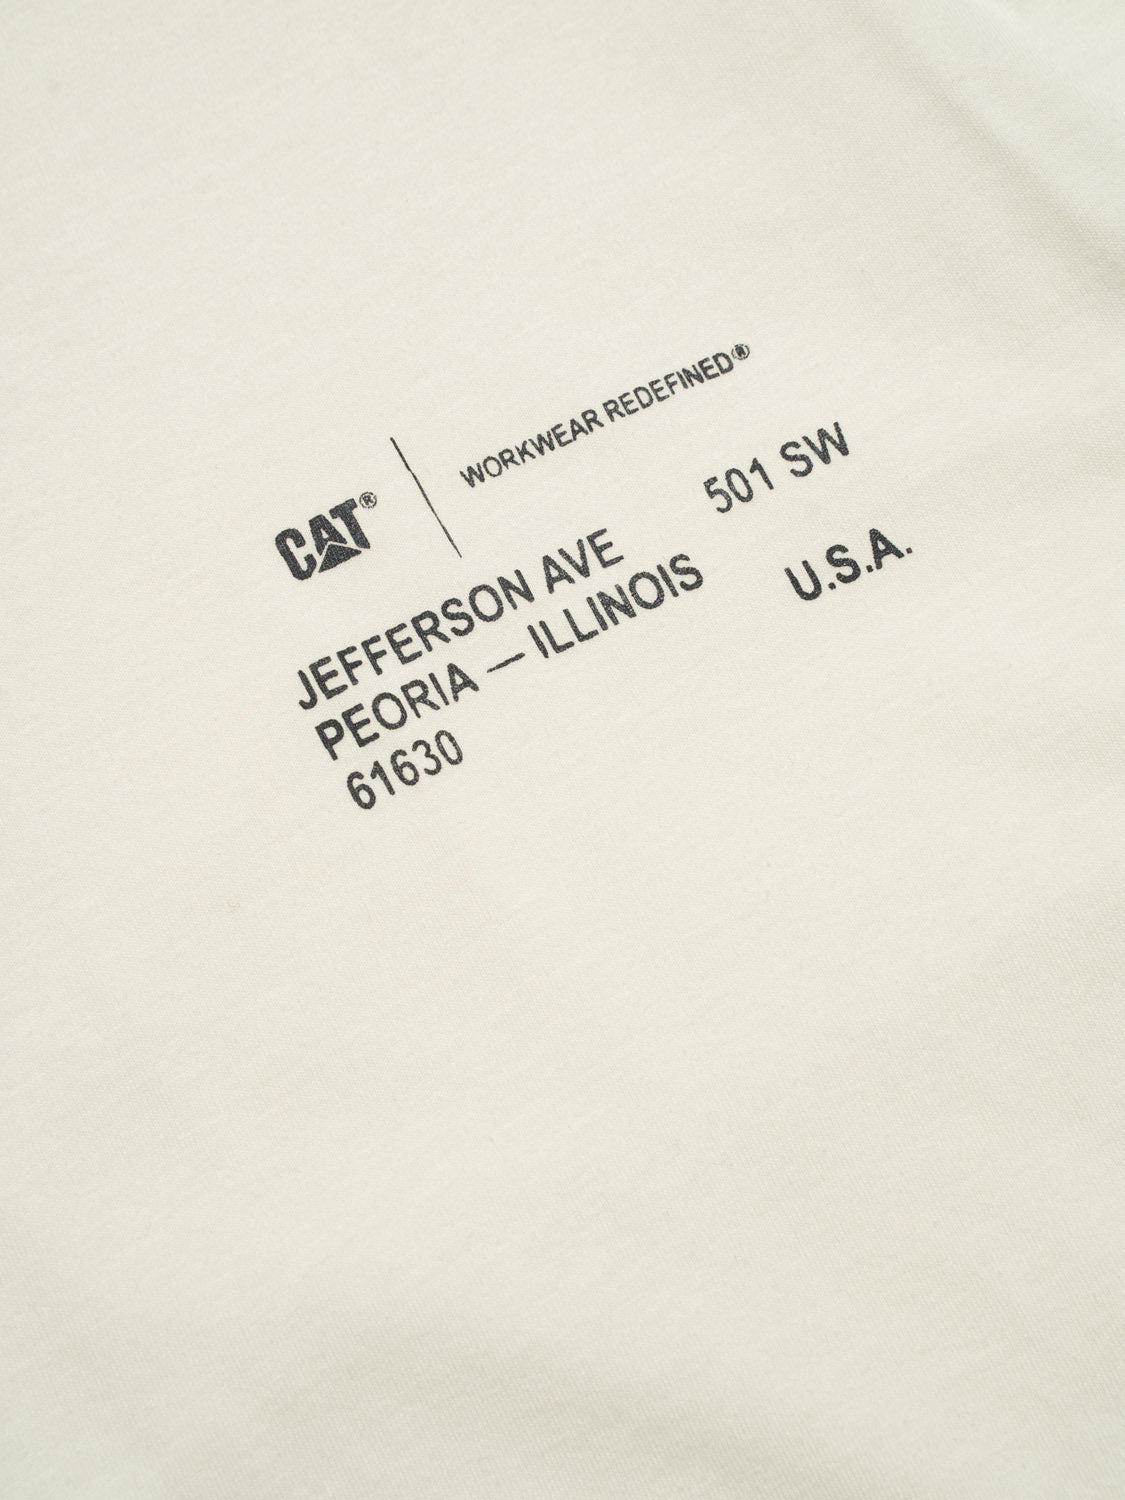 CAT® | WORKWEAR REDEFINED®
JEFFERSON AVE 501 SW
PEORIA — ILLINOIS U.S.A.
61630